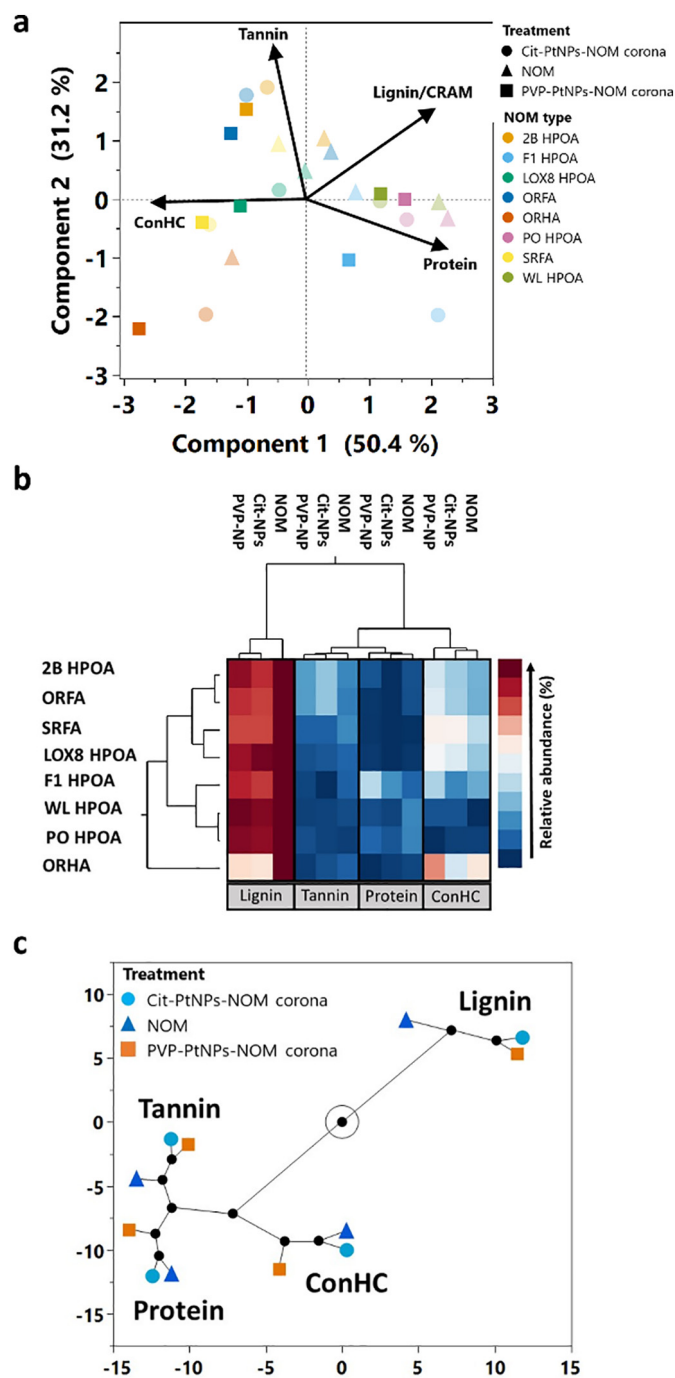 a
Treatment
Cit-PtNPs-NOM corona
NOM
PVP-PtNPs-NOM corona
NOM type
2B HPOA
F1 HPOA
LOX8 HPOA
ORFA
ORHA
PO HPOA
SRFA
WL HPOA
Tannin
Lignin/CRAM
ConHC
Protein
Component 2 (31.2 %)
2
1
0
-1
-2
-3
-3 -2 -1 0 1 2 3
Component 1 (50.4 %)
b
PVP-NP Cit-NPs NOM PVP-NP Cit-NPs NOM PVP-NP Cit-NPs NOM PVP-NP Cit-NPs NOM
2B HPOA
ORFA
SRFA
LOX8 HPOA
F1 HPOA
WL HPOA
PO HPOA
ORHA
Lignin Tannin Protein ConHC
Relative abundance (%)
c
Treatment
Cit-PtNPs-NOM corona
NOM
PVP-PtNPs-NOM corona
Lignin
Tannin
ConHC
Protein
10
5
0
-5
-10
-15
-15 -10 -5 0 5 10 15